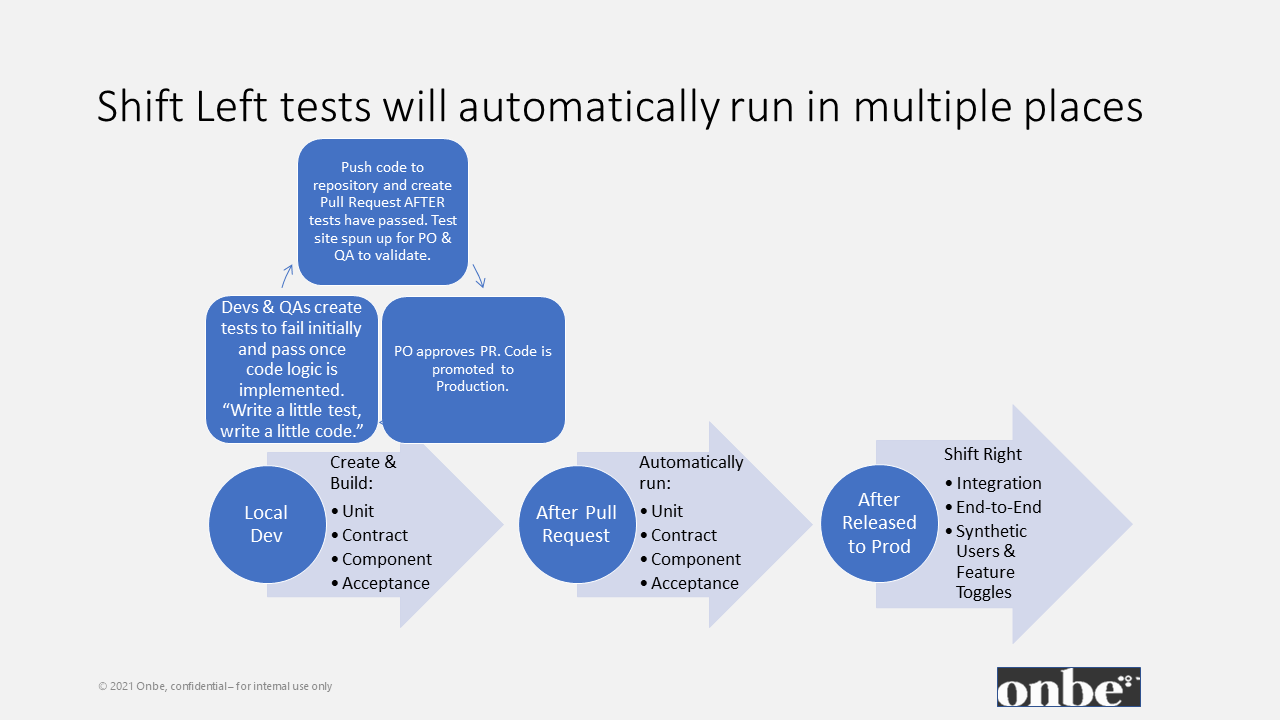 Shift Left tests will automatically run in multiple places
Push code to
repository and create
Pull Request AFTER
tests have passed. Test
site spun up for PO &
QA to validate.
Devs & QAs create
tests to fail initially
and pass once
code logic is
implemented.
“Write a little test,
write a little code.”
PO approves PR. Code is
promoted to
Production.
Local
Dev
Create &
Build:
• Unit
• Contract
• Component
• Acceptance
After Pull
Request
Automatically
run:
• Unit
• Contract
• Component
• Acceptance
After
Released
to Prod
Shift Right
• Integration
• End-to-End
• Synthetic
Users &
Feature
Toggles
© 2021 Onbe, confidential – for internal use only
onbe